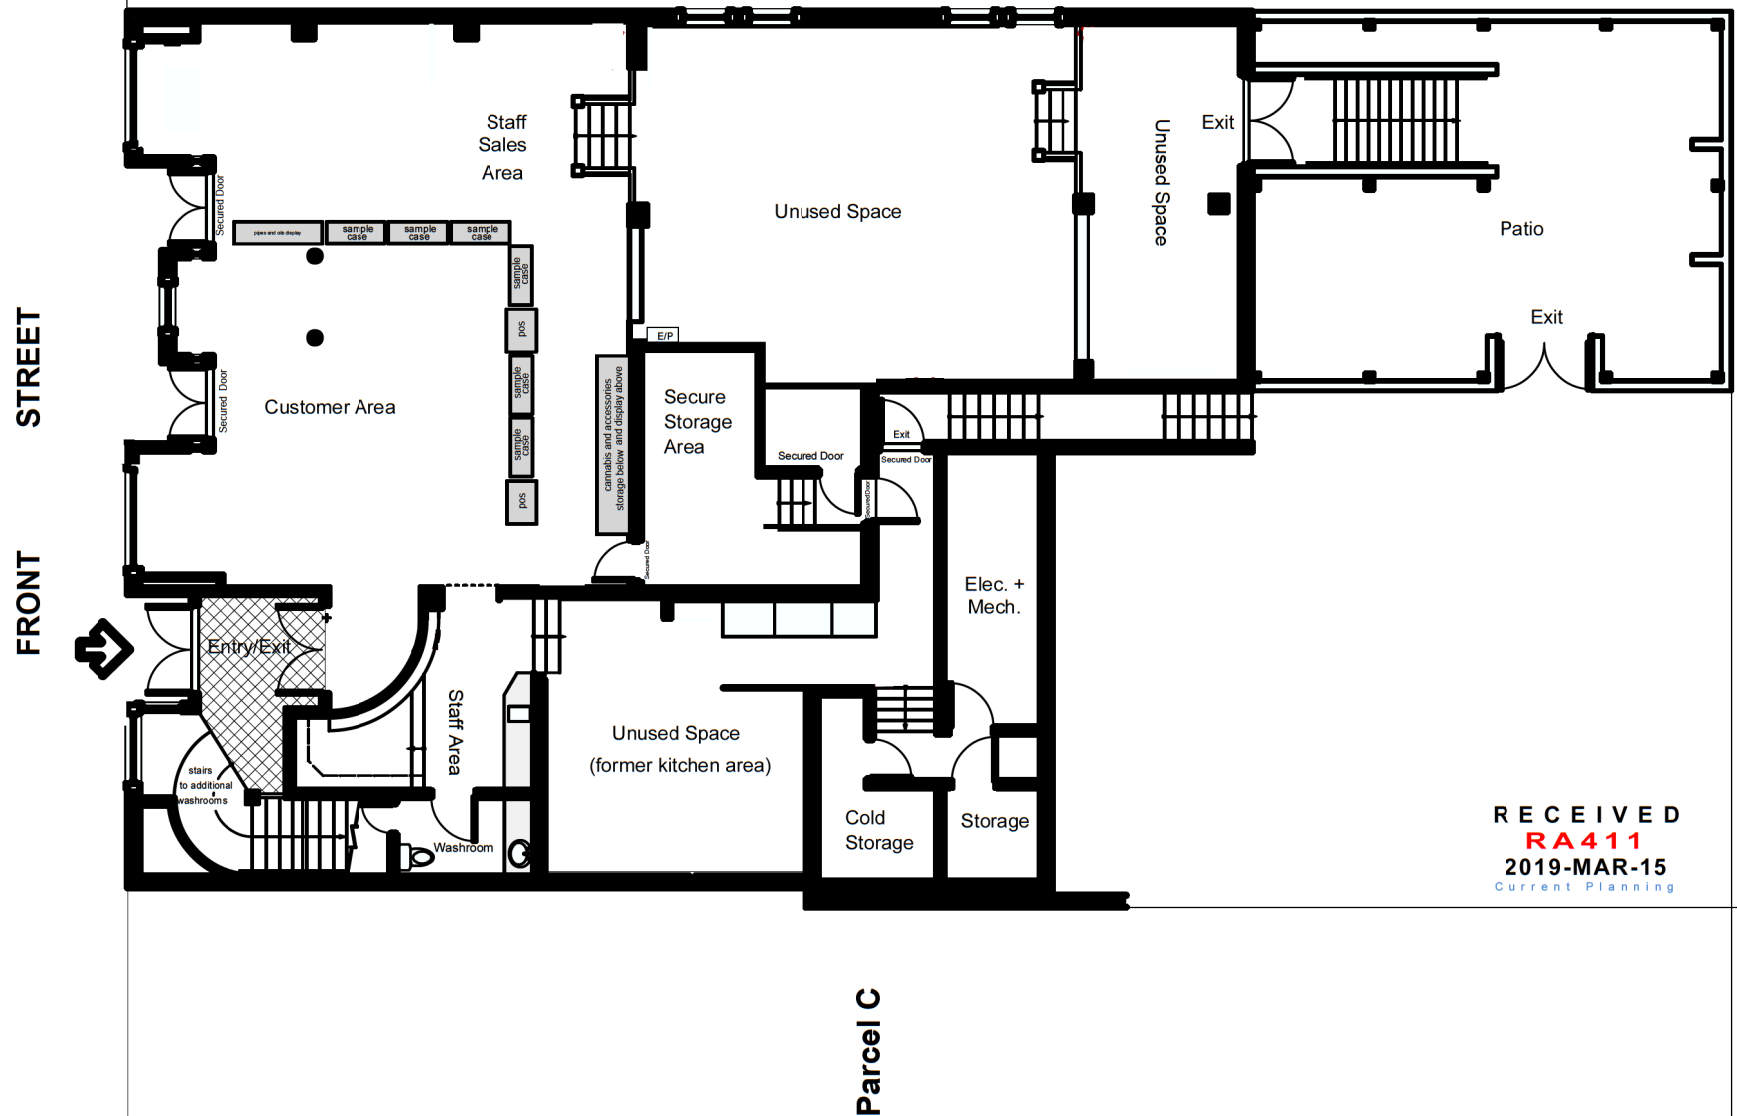 Staff
Sales
Area
Unused Space
Unused Space
Exit
Patio
Exit
Secured Door
pipes and oils display
sample
case
sample
case
sample
case
sample
case
pos
sample
case
sample
case
pos
E/P
STREET
FRONT
Customer Area
Secured Door
cannabis and accessories
storage below and display above
Secure
Storage
Area
Secured Door
Exit
Secured Door
Secured Door
Secured Door
Elec. +
Mech.
Entry/Exit
Staff Area
Unused Space
(former kitchen area)
stairs
to additional
washrooms
Washroom
Cold
Storage
Storage
RECEIVED
RA411
2019-MAR-15
Current Planning
Parcel C